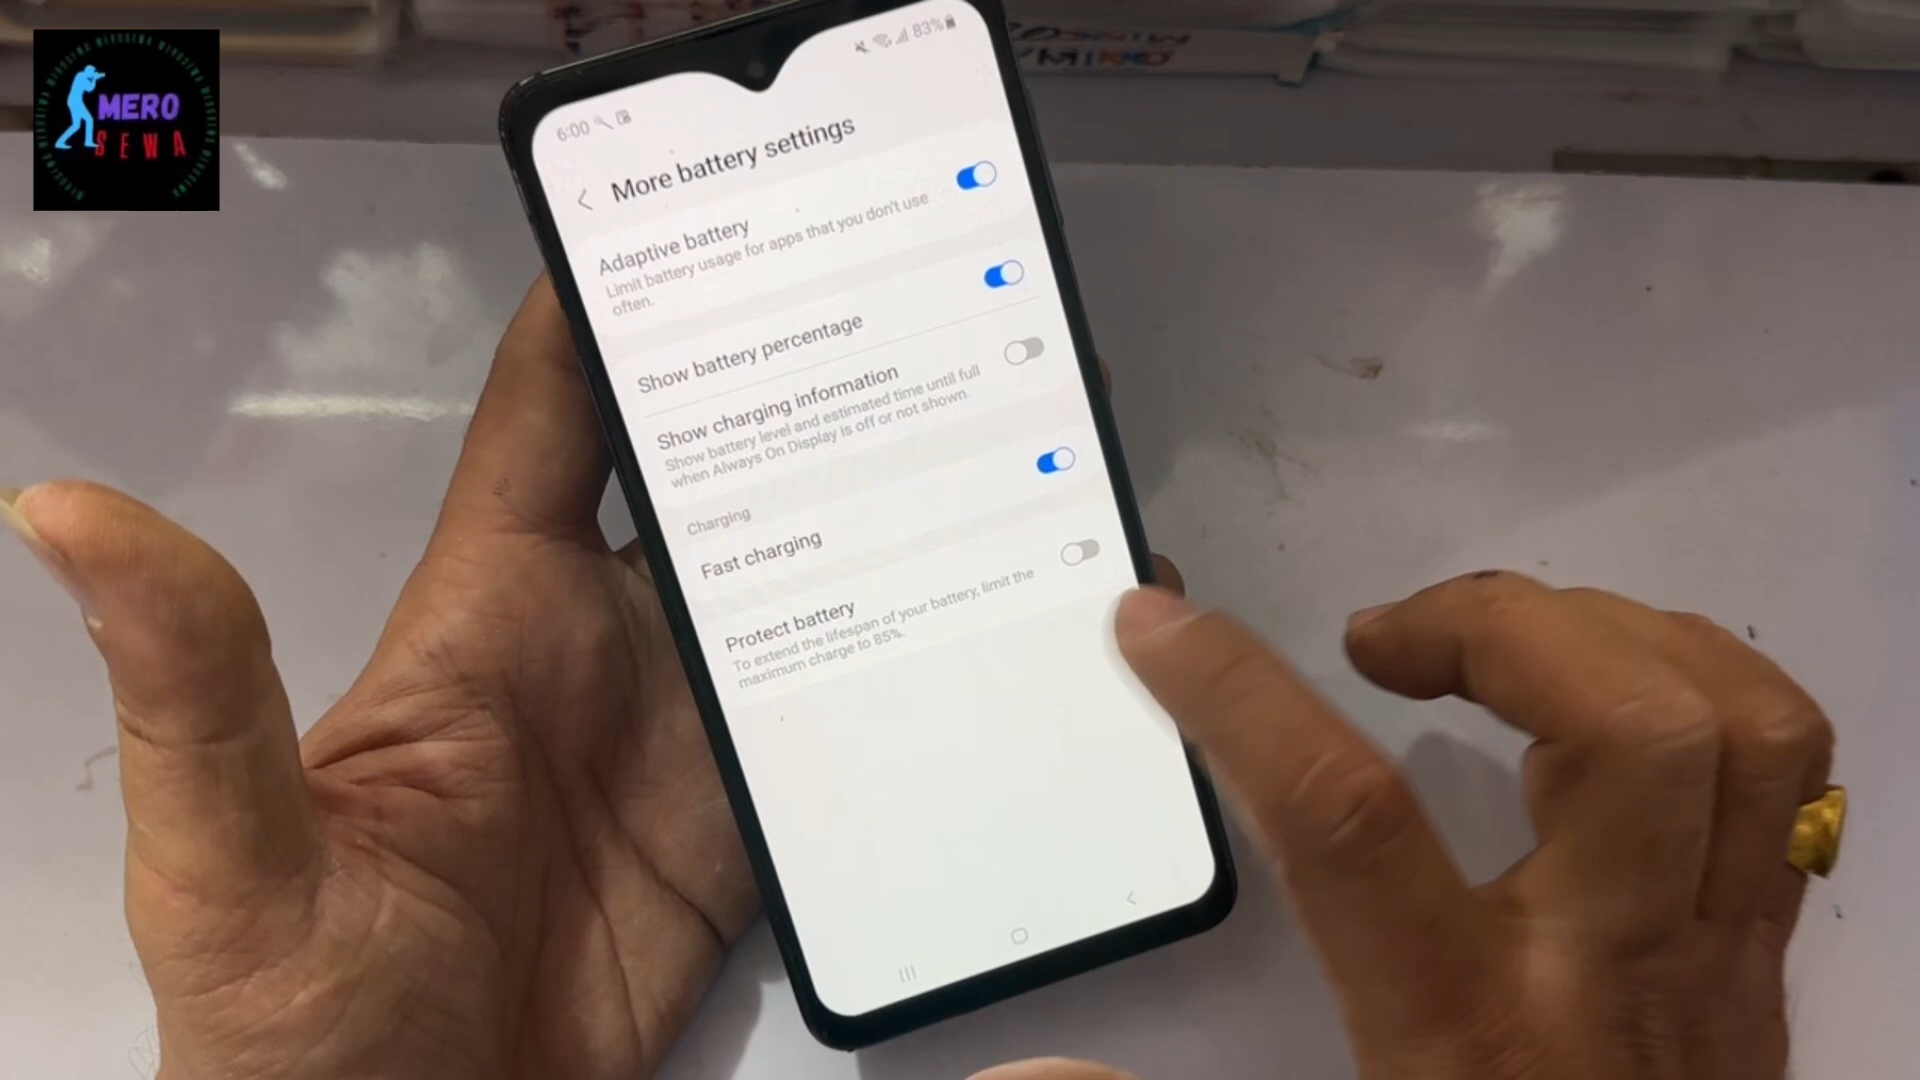 MERO
SEWA
6:00
83%
More battery settings
Adaptive battery
Limit battery usage for apps that you don't use
often.
Show battery percentage
Show charging information
Show battery level and estimated time until full
when Always On Display is off or not shown.
Charging
Fast charging
Protect battery
To extend the lifespan of your battery, limit the
maximum charge to 85%.